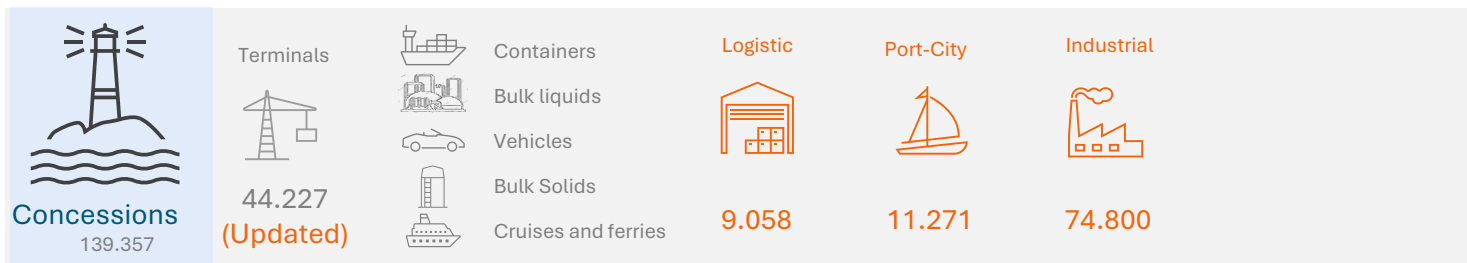 Concessions
139.357
Terminals
44.227
(Updated)
Containers
Bulk liquids
Vehicles
Bulk Solids
Cruises and ferries
Logistic
9.058
Port-City
11.271
Industrial
74.800